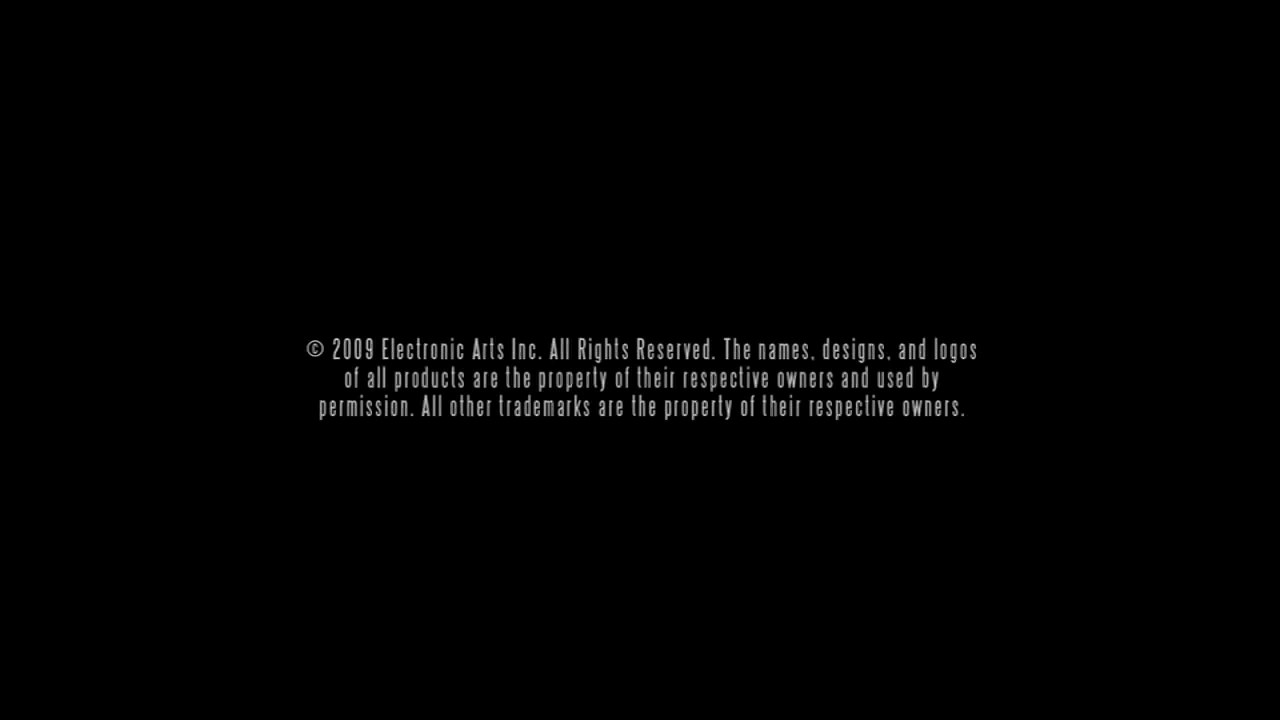 © 2009 Electronic Arts Inc. All Rights Reserved. The names, designs, and logos
of all products are the property of their respective owners and used by
permission. All other trademarks are the property of their respective owners.